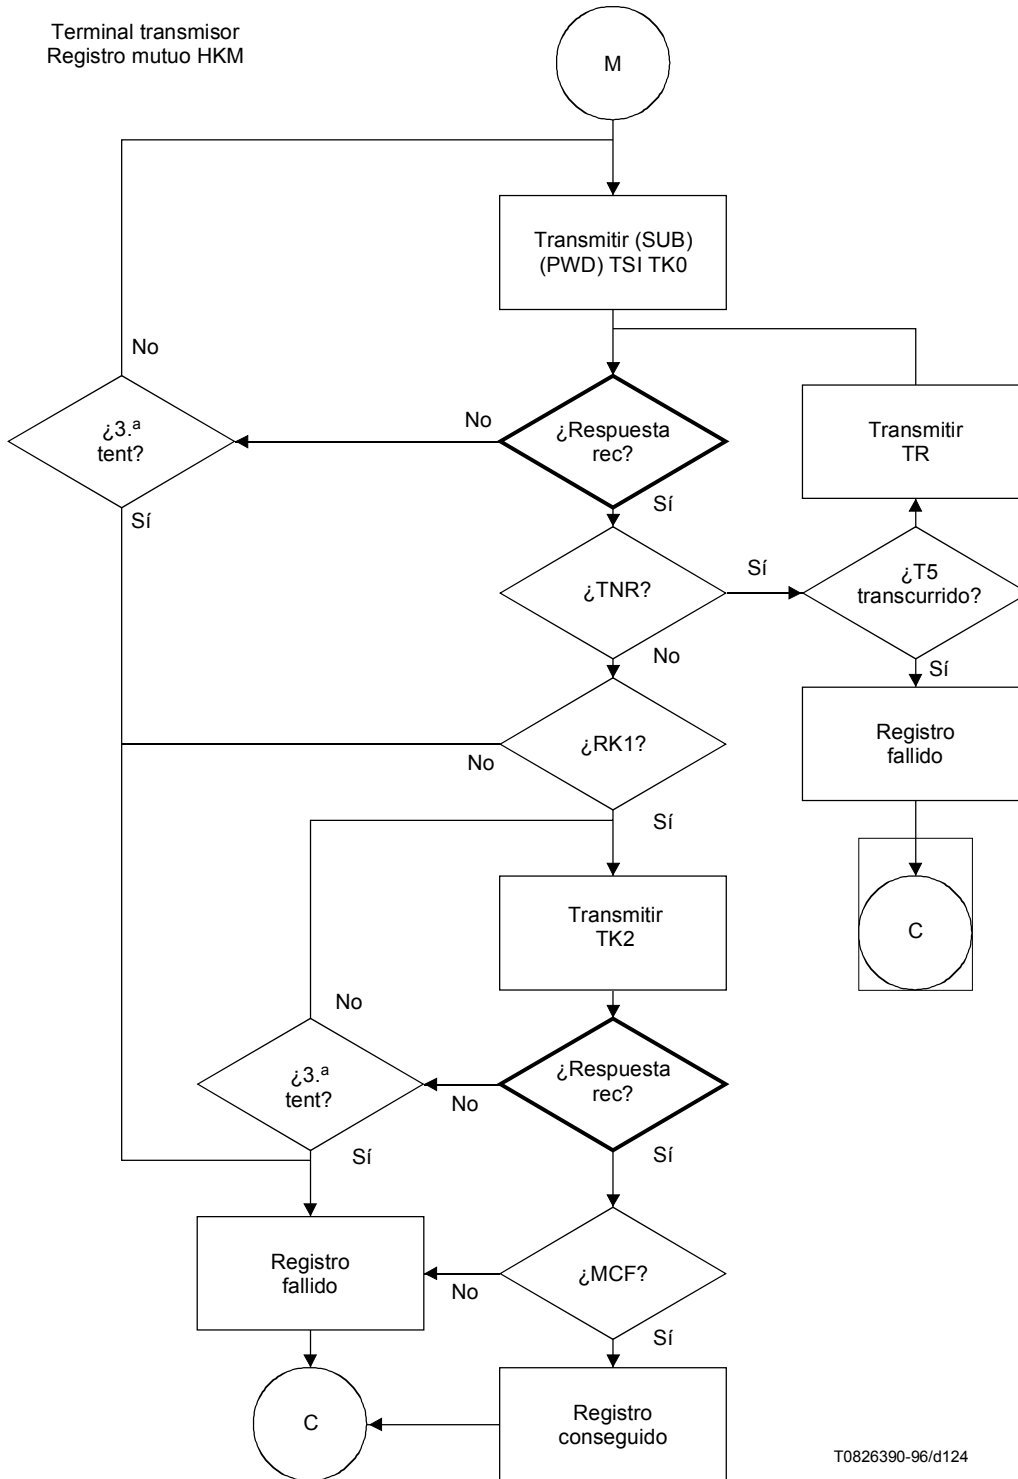 Terminal transmisor
Registro mutuo HKM
M
Transmitir (SUB)
(PWD) TSI TK0
No
¿3.ª
tent?
No
¿Respuesta
rec?
Transmitir
TR
Sí
Sí
¿TNR?
Sí
¿T5
transcurrido?
No
Sí
¿RK1?
No
Registro
fallido
Sí
Transmitir
TK2
C
No
¿3.ª
tent?
No
¿Respuesta
rec?
Sí
Sí
Registro
fallido
No
¿MCF?
Sí
C
Registro
conseguido
T0826390-96/d124